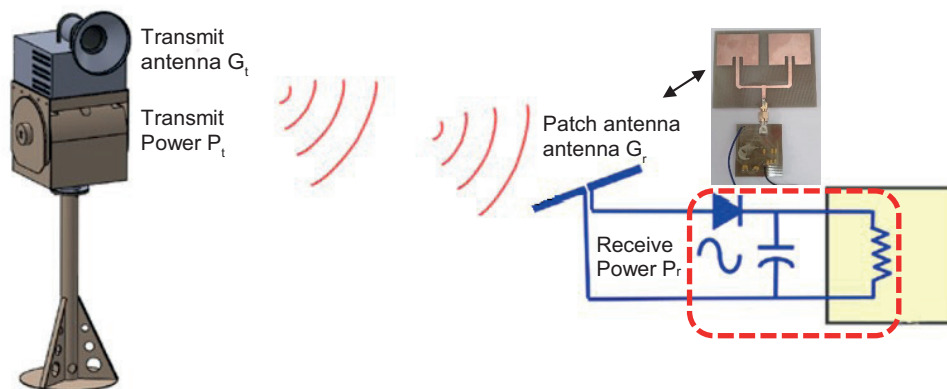 Transmit
antenna Gt
Transmit
Power Pt
Patch antenna
antenna Gr
Receive
Power Pr